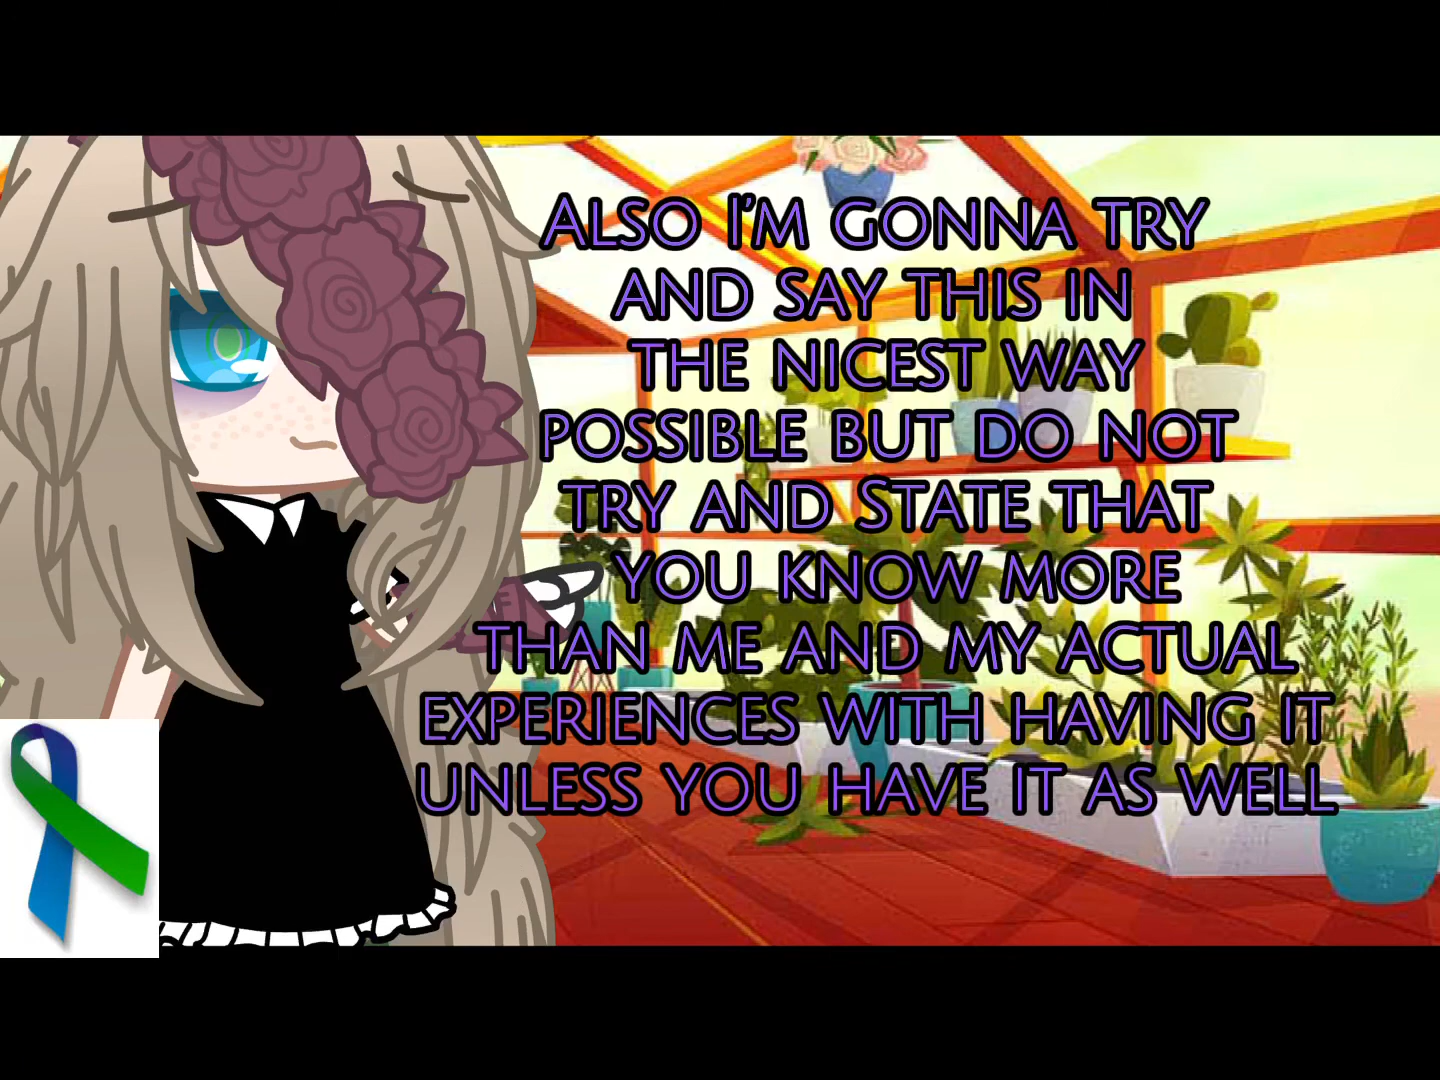 Also I'm gonna try
and say this in
the nicest way
possible but do not
try and State that
you know more
than me and my actual
experiences with having it
unless you have it as well